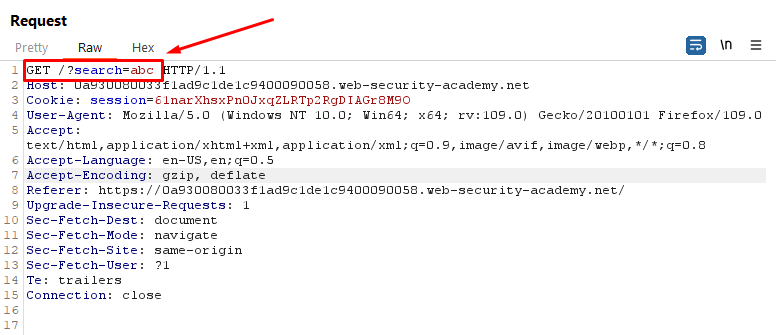 Request
Pretty Raw Hex \n
1 GET /?search=abc HTTP/1.1
2 Host: 0a930080033f1ad9c1de1c9400090058.web-security-academy.net
3 Cookie: session=61narXhsxPn0JxqZLRTp2RgDIAGr8M9O
4 User-Agent: Mozilla/5.0 (Windows NT 10.0; Win64; x64; rv:109.0) Gecko/20100101 Firefox/109.0
5 Accept:
text/html,application/xhtml+xml,application/xml;q=0.9,image/avif,image/webp,*/*;q=0.8
6 Accept-Language: en-US,en;q=0.5
7 Accept-Encoding: gzip, deflate
8 Referer: https://0a930080033f1ad9c1de1c9400090058.web-security-academy.net/
9 Upgrade-Insecure-Requests: 1
10 Sec-Fetch-Dest: document
11 Sec-Fetch-Mode: navigate
12 Sec-Fetch-Site: same-origin
13 Sec-Fetch-User: ?1
14 Te: trailers
15 Connection: close
16
17